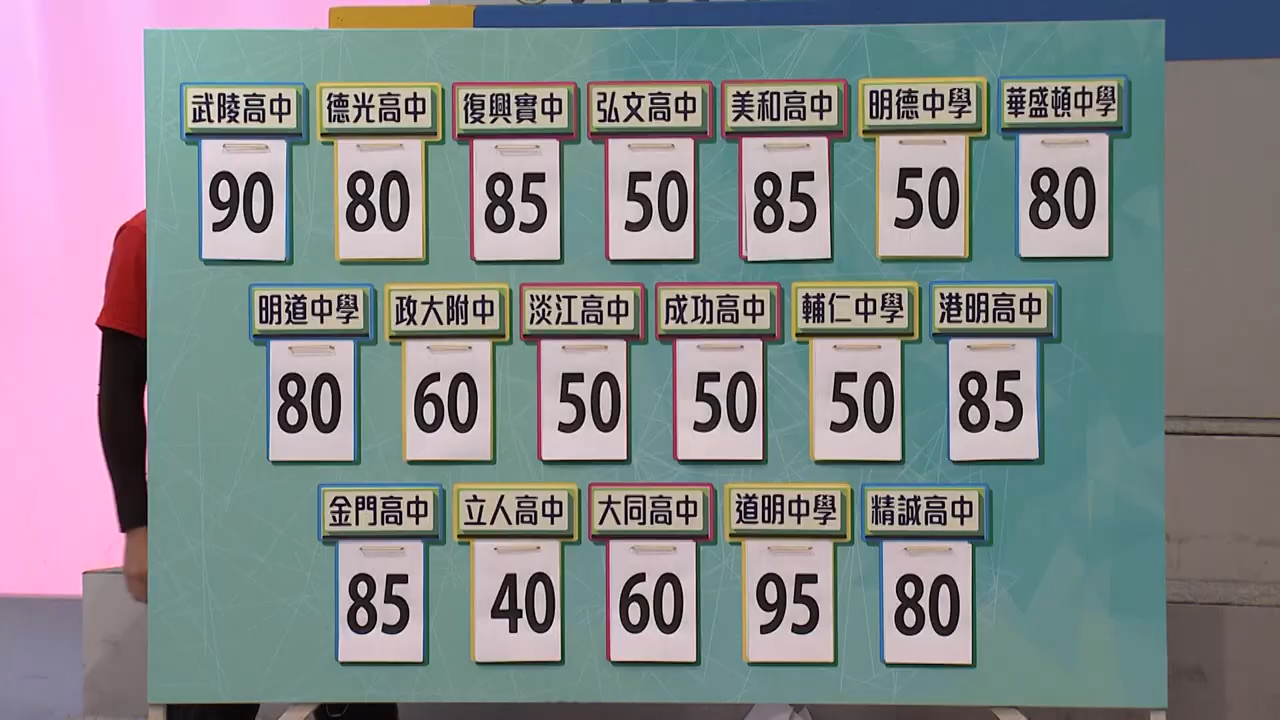 武陵高中 德光高中 復興實中 弘文高中 美和高中 明德中學 華盛頓中學
90 80 85 50 85 50 80
明道中學 政大附中 淡江高中 成功高中 輔仁中學 港明高中
80 60 50 50 50 85
金門高中 立人高中 大同高中 道明中學 精誠高中
85 40 60 95 80